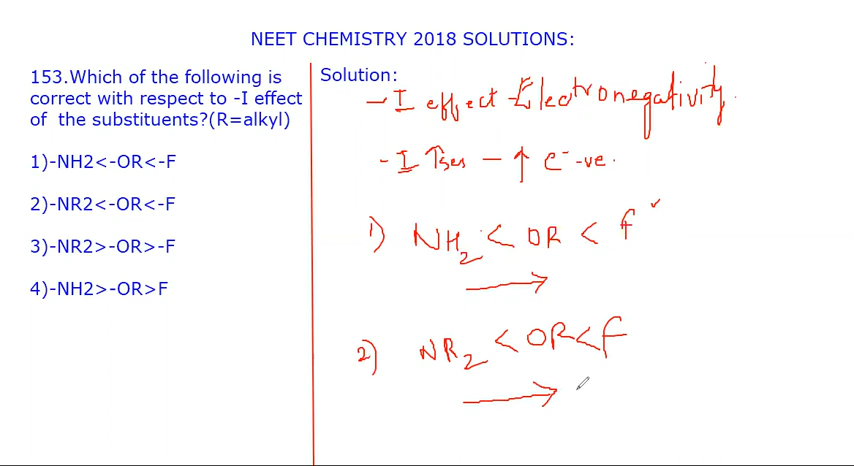 NEET CHEMISTRY 2018 SOLUTIONS:
153.Which of the following is
correct with respect to -I effect
of the substituents?(R=alkyl)
1)-NH2<-OR<-F
2)-NR2<-OR<-F
3)-NR2>-OR>-F
4)-NH2>-OR>F
Solution:
-I effect - Electronegativity
-I ↑ses - ↑ e⁻-ve.
1) NH₂ < OR < F ✓
→
2) NR₂ < OR < F
→